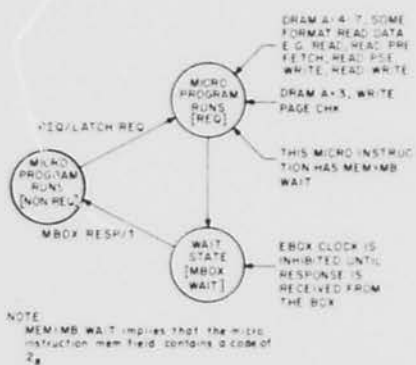 DRAM A=4-7, SOME
FORMAT READ DATA
E.G. READ, READ PRE
FETCH, READ PSE
WRITE, READ WRITE
MICRO
PROGRAM
RUNS
[REQ]
DRAM A=3, WRITE
PAGE CHK
REQ/LATCH REQ
THIS MICRO INSTRUC
TION HAS MEM/MB
WAIT
MICRO
PROGRAM
RUNS
[NON REQ]
MBOX RESP/1
WAIT
STATE
[MBOX
WAIT]
EBOX CLOCK IS
INHIBITED UNTIL
RESPONSE IS
RECEIVED FROM
THE BOX
NOTE
MEM/MB WAIT implies that the micro
instruction mem field contains a code of
2₈